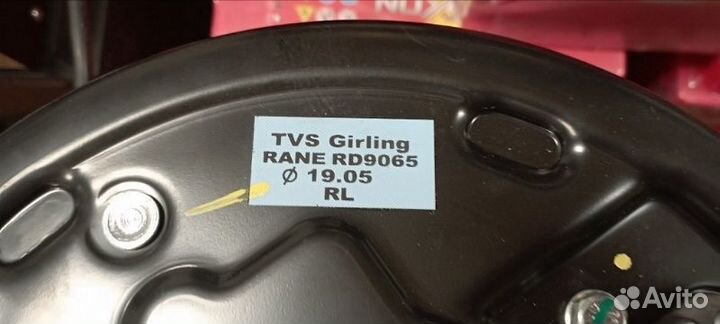 TVS Girling
RANE RD9065
Ø 19.05
RL
Avito